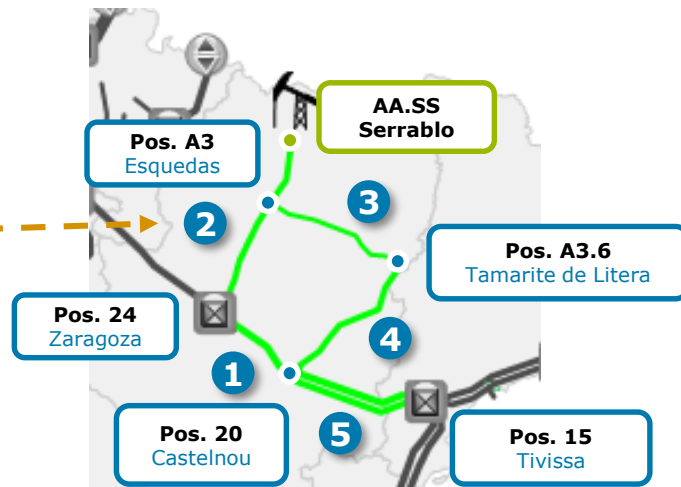 AA.SS
Serrablo
Pos. A3
Esquedas
2
3
Pos. A3.6
Tamarite de Litera
Pos. 24
Zaragoza
4
1
Pos. 20
Castelnou
5
Pos. 15
Tivissa